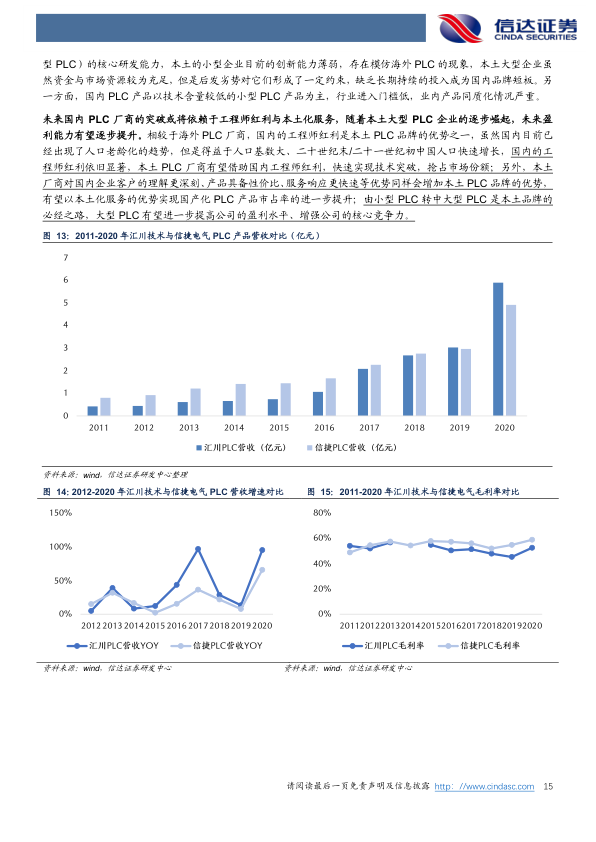 信达证券
CINDA SECURITIES
型 PLC）的核心研发能力，本土的小型企业目前的创新能力薄弱，存在模仿海外 PLC 的现象，本土大型企业虽
然资金与市场资源较为充足，但是后发劣势对它们形成了一定约束，缺乏长期持续的投入成为国内品牌短板。另
一方面，国内 PLC 产品以技术含量较低的小型 PLC 产品为主，行业进入门槛低，业内产品同质化情况严重。
未来国内 PLC 厂商的突破或将依赖于工程师红利与本土化服务，随着本土大型 PLC 企业的逐步崛起，未来盈
利能力有望逐步提升。相较于海外 PLC 厂商，国内的工程师红利是本土 PLC 品牌的优势之一，虽然国内目前已
经出现了人口老龄化的趋势，但是得益于人口基数大、二十世纪末/二十一世纪初中国人口快速增长，国内的工
程师红利依旧显著，本土 PLC 厂商有望借助国内工程师红利，快速实现技术突破，抢占市场份额；另外，本土
厂商对国内企业客户的理解更深刻、产品具备性价比、服务响应更快速等优势同样会增加本土 PLC 品牌的优势，
有望以本土化服务的优势实现国产化 PLC 产品市占率的进一步提升；由小型 PLC 转中大型 PLC 是本土品牌的
必经之路，大型 PLC 有望进一步提高公司的盈利水平，增强公司的核心竞争力。
图 13：2011-2020 年汇川技术与信捷电气 PLC 产品营收对比（亿元）
7
6
5
4
3
2
1
0
2011 2012 2013 2014 2015 2016 2017 2018 2019 2020
汇川PLC营收（亿元） 信捷PLC营收（亿元）
资料来源：wind，信达证券研发中心整理
图 14: 2012-2020 年汇川技术与信捷电气 PLC 营收增速对比
150%
100%
50%
0%
2012 2013 2014 2015 2016 2017 2018 2019 2020
汇川PLC营收YOY 信捷PLC营收YOY
资料来源：wind，信达证券研发中心
图 15：2011-2020 年汇川技术与信捷电气毛利率对比
80%
60%
40%
20%
0%
2011 2012 2013 2014 2015 2016 2017 2018 2019 2020
汇川PLC毛利率 信捷PLC毛利率
资料来源：wind，信达证券研发中心
请阅读最后一页免责声明及信息披露 http：//www.cindasc.com 15